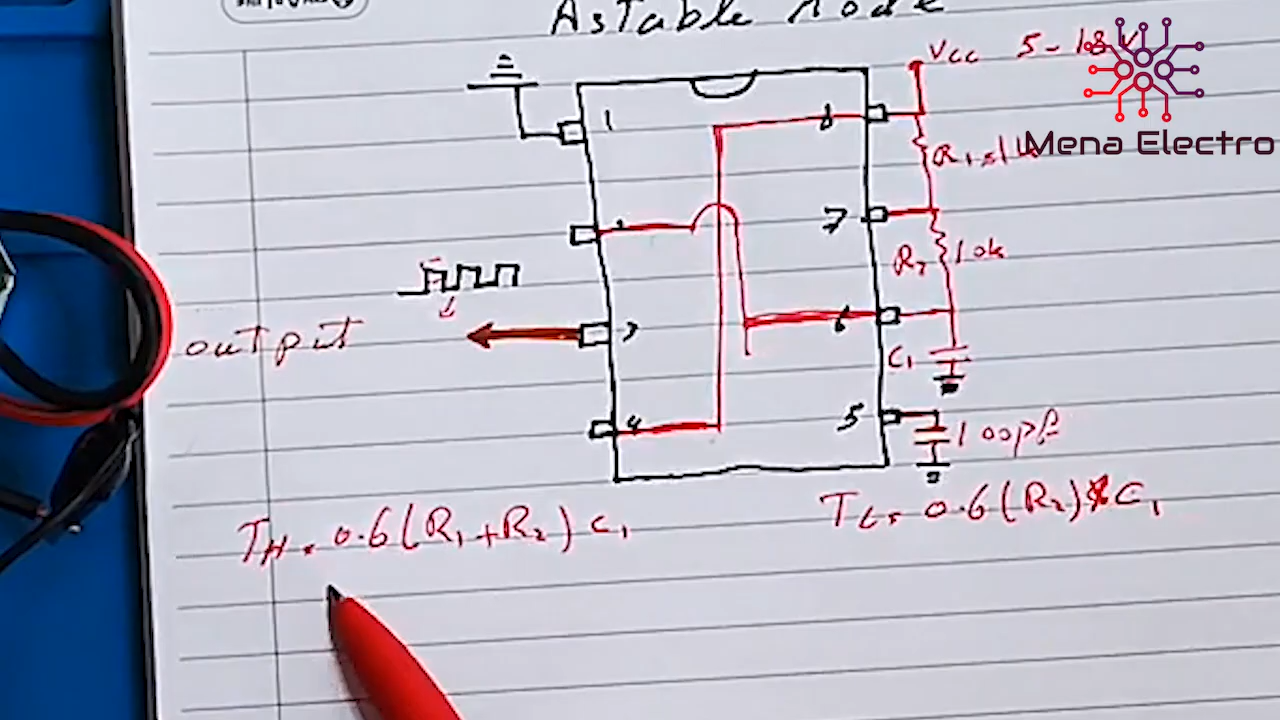 Astable Mode
Vcc 5-18V
Mena Electro
1
8
R1
7
R2 10k
output
3
6
C1
4
5
100pf
TH = 0.6(R1+R2) C1
TL = 0.6(R2) C1